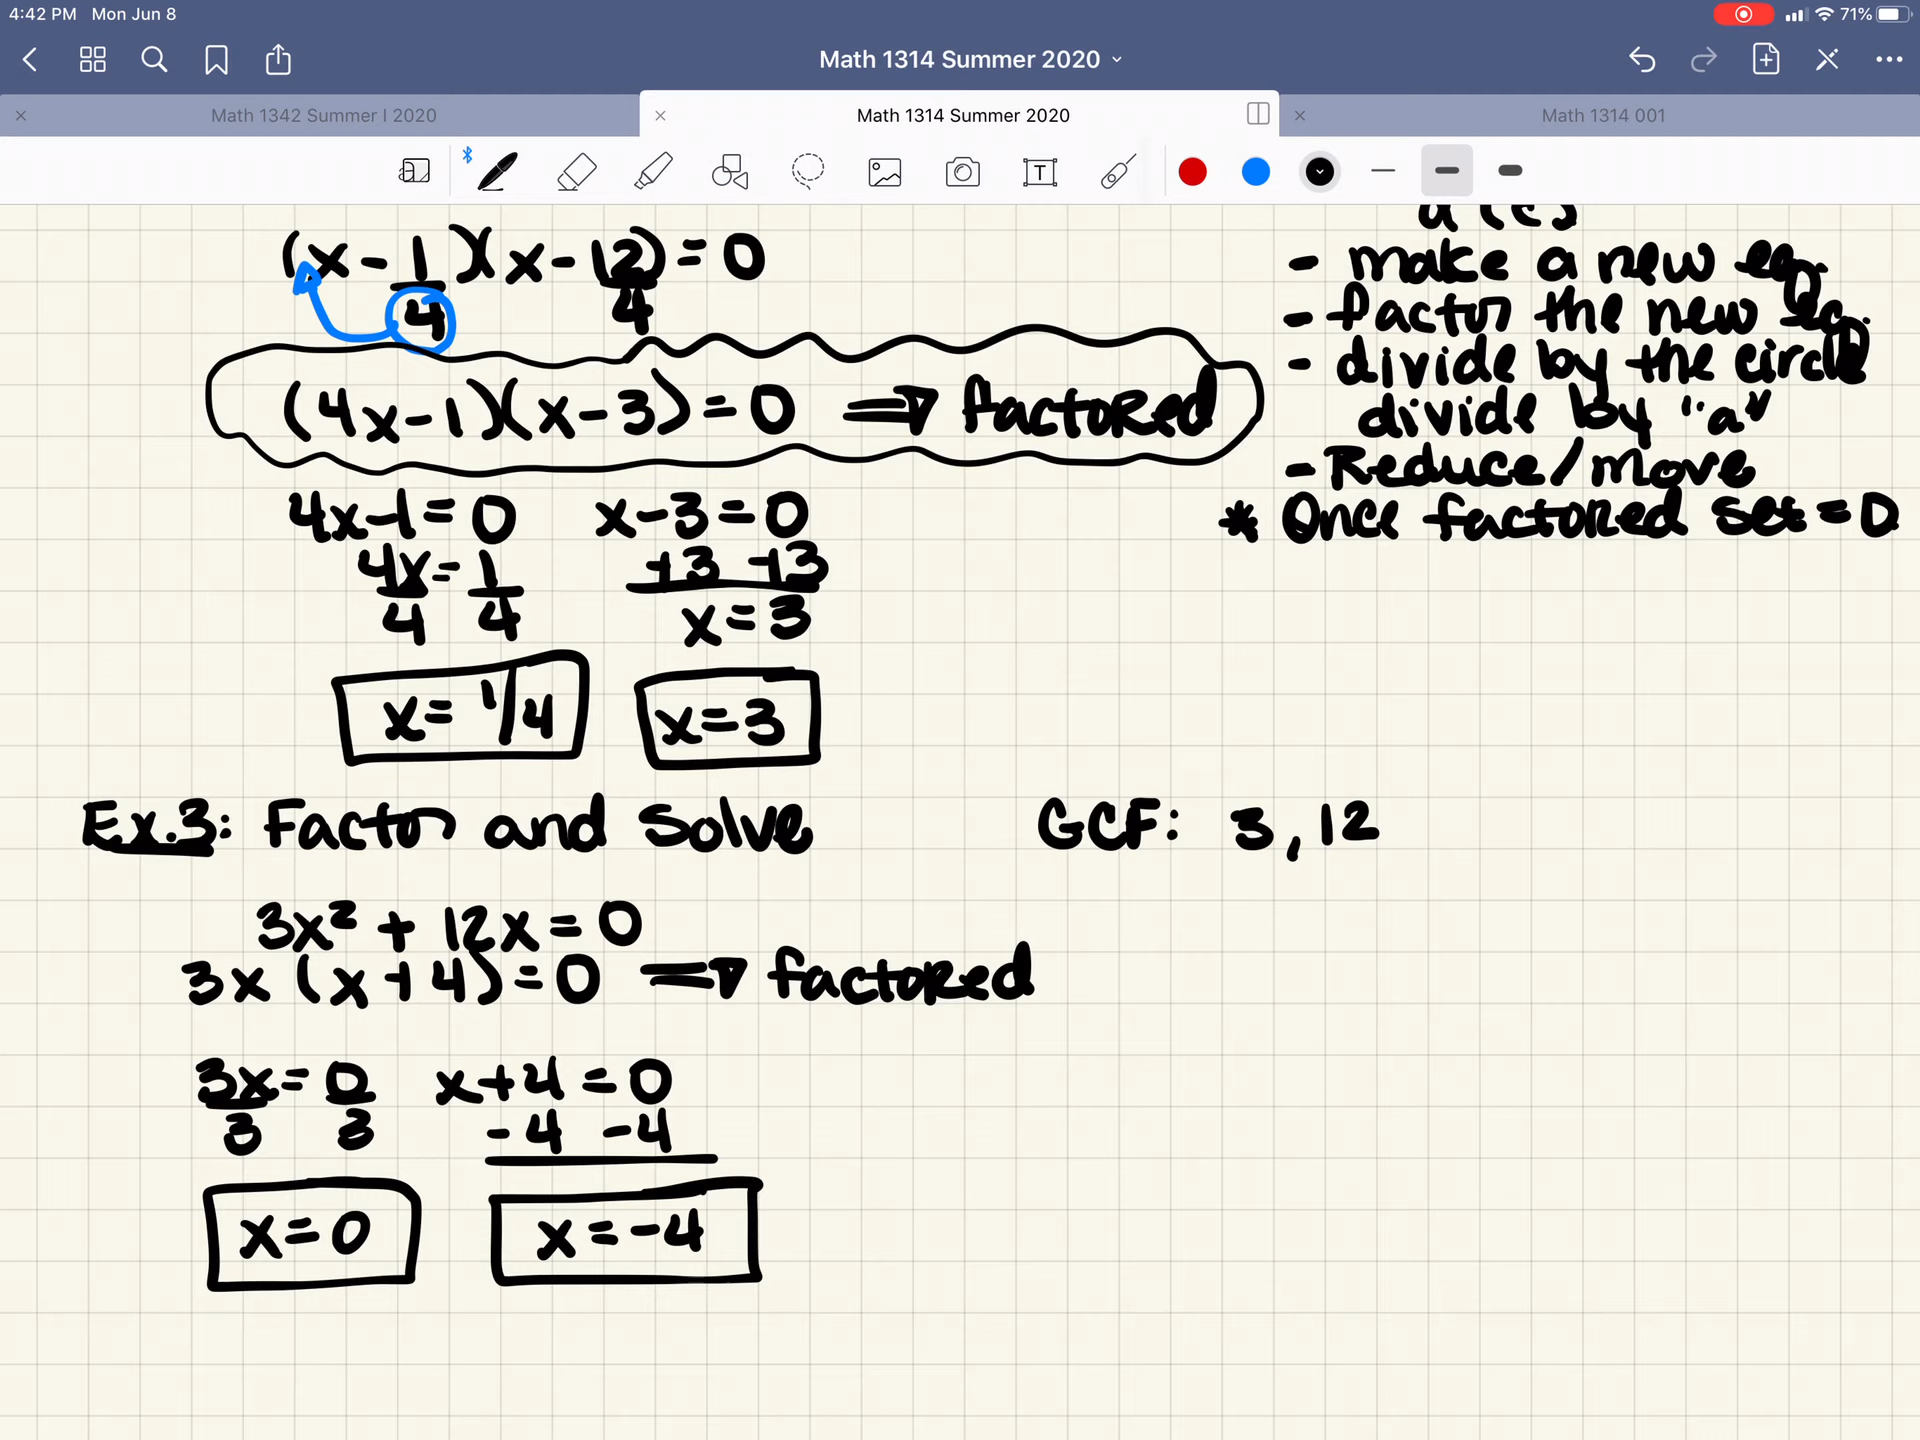 4:42 PM Mon Jun 8
71%
Math 1314 Summer 2020
Math 1342 Summer I 2020
Math 1314 Summer 2020
Math 1314 001
(x - 1/4)(x - 12/4) = 0
(4x-1)(x-3) = 0 ⇒ factored
4x-1=0 x-3=0
4x/4 = 1/4 +3 +3
x=3
x= 1/4 x=3
- make a new eq.
- factor the new eq.
- divide by the circle
divide by "a"
- Reduce/move
* Once factored set = 0
Ex.3: Factor and Solve
GCF: 3, 12
3x² + 12x = 0
3x (x+4) = 0 ⇒ factored
3x/3 = 0/3 x+4=0
-4 -4
x=0 x=-4